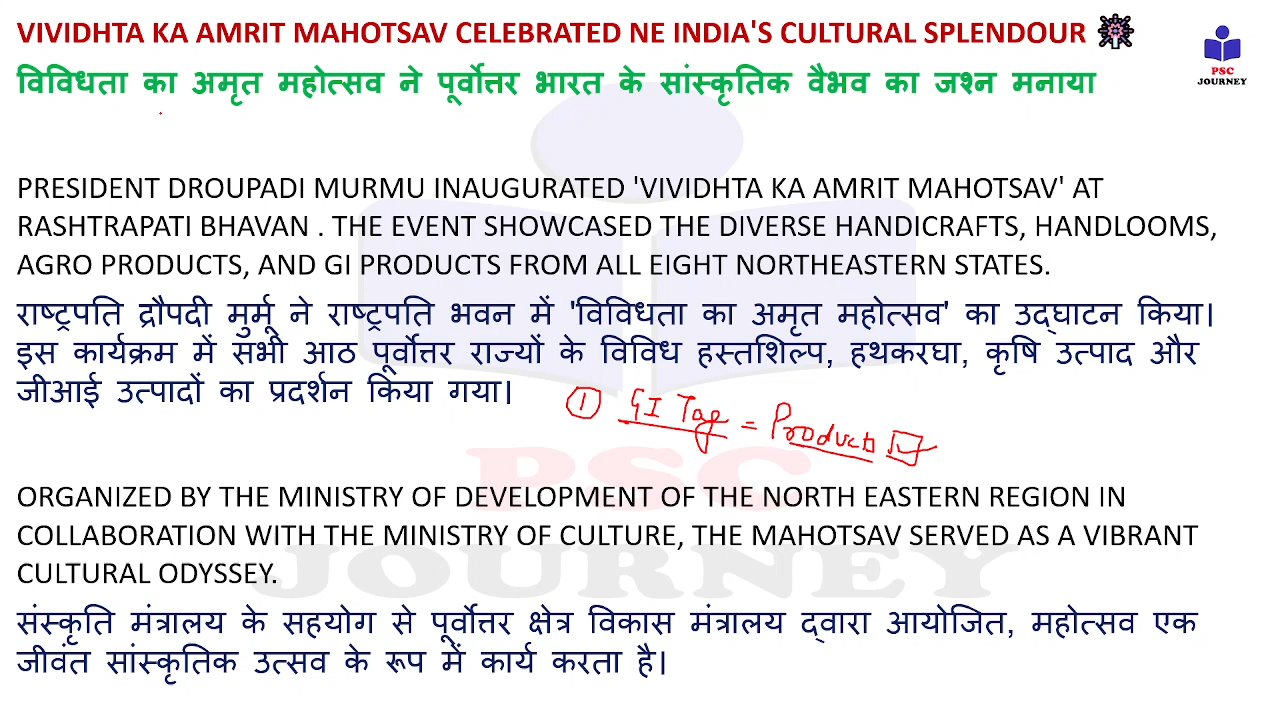 VIVIDHTA KA AMRIT MAHOTSAV CELEBRATED NE INDIA'S CULTURAL SPLENDOUR
विविधता का अमृत महोत्सव ने पूर्वोत्तर भारत के सांस्कृतिक वैभव का जश्न मनाया
PSC
JOURNEY
PRESIDENT DROUPADI MURMU INAUGURATED 'VIVIDHTA KA AMRIT MAHOTSAV' AT
RASHTRAPATI BHAVAN . THE EVENT SHOWCASED THE DIVERSE HANDICRAFTS, HANDLOOMS,
AGRO PRODUCTS, AND GI PRODUCTS FROM ALL EIGHT NORTHEASTERN STATES.
राष्ट्रपति द्रौपदी मुर्मू ने राष्ट्रपति भवन में 'विविधता का अमृत महोत्सव' का उद्घाटन किया।
इस कार्यक्रम में सभी आठ पूर्वोत्तर राज्यों के विविध हस्तशिल्प, हथकरघा, कृषि उत्पाद और
जीआई उत्पादों का प्रदर्शन किया गया।
① GI Tag = Products
PSC
JOURNEY
ORGANIZED BY THE MINISTRY OF DEVELOPMENT OF THE NORTH EASTERN REGION IN
COLLABORATION WITH THE MINISTRY OF CULTURE, THE MAHOTSAV SERVED AS A VIBRANT
CULTURAL ODYSSEY.
संस्कृति मंत्रालय के सहयोग से पूर्वोत्तर क्षेत्र विकास मंत्रालय द्वारा आयोजित, महोत्सव एक
जीवंत सांस्कृतिक उत्सव के रूप में कार्य करता है।